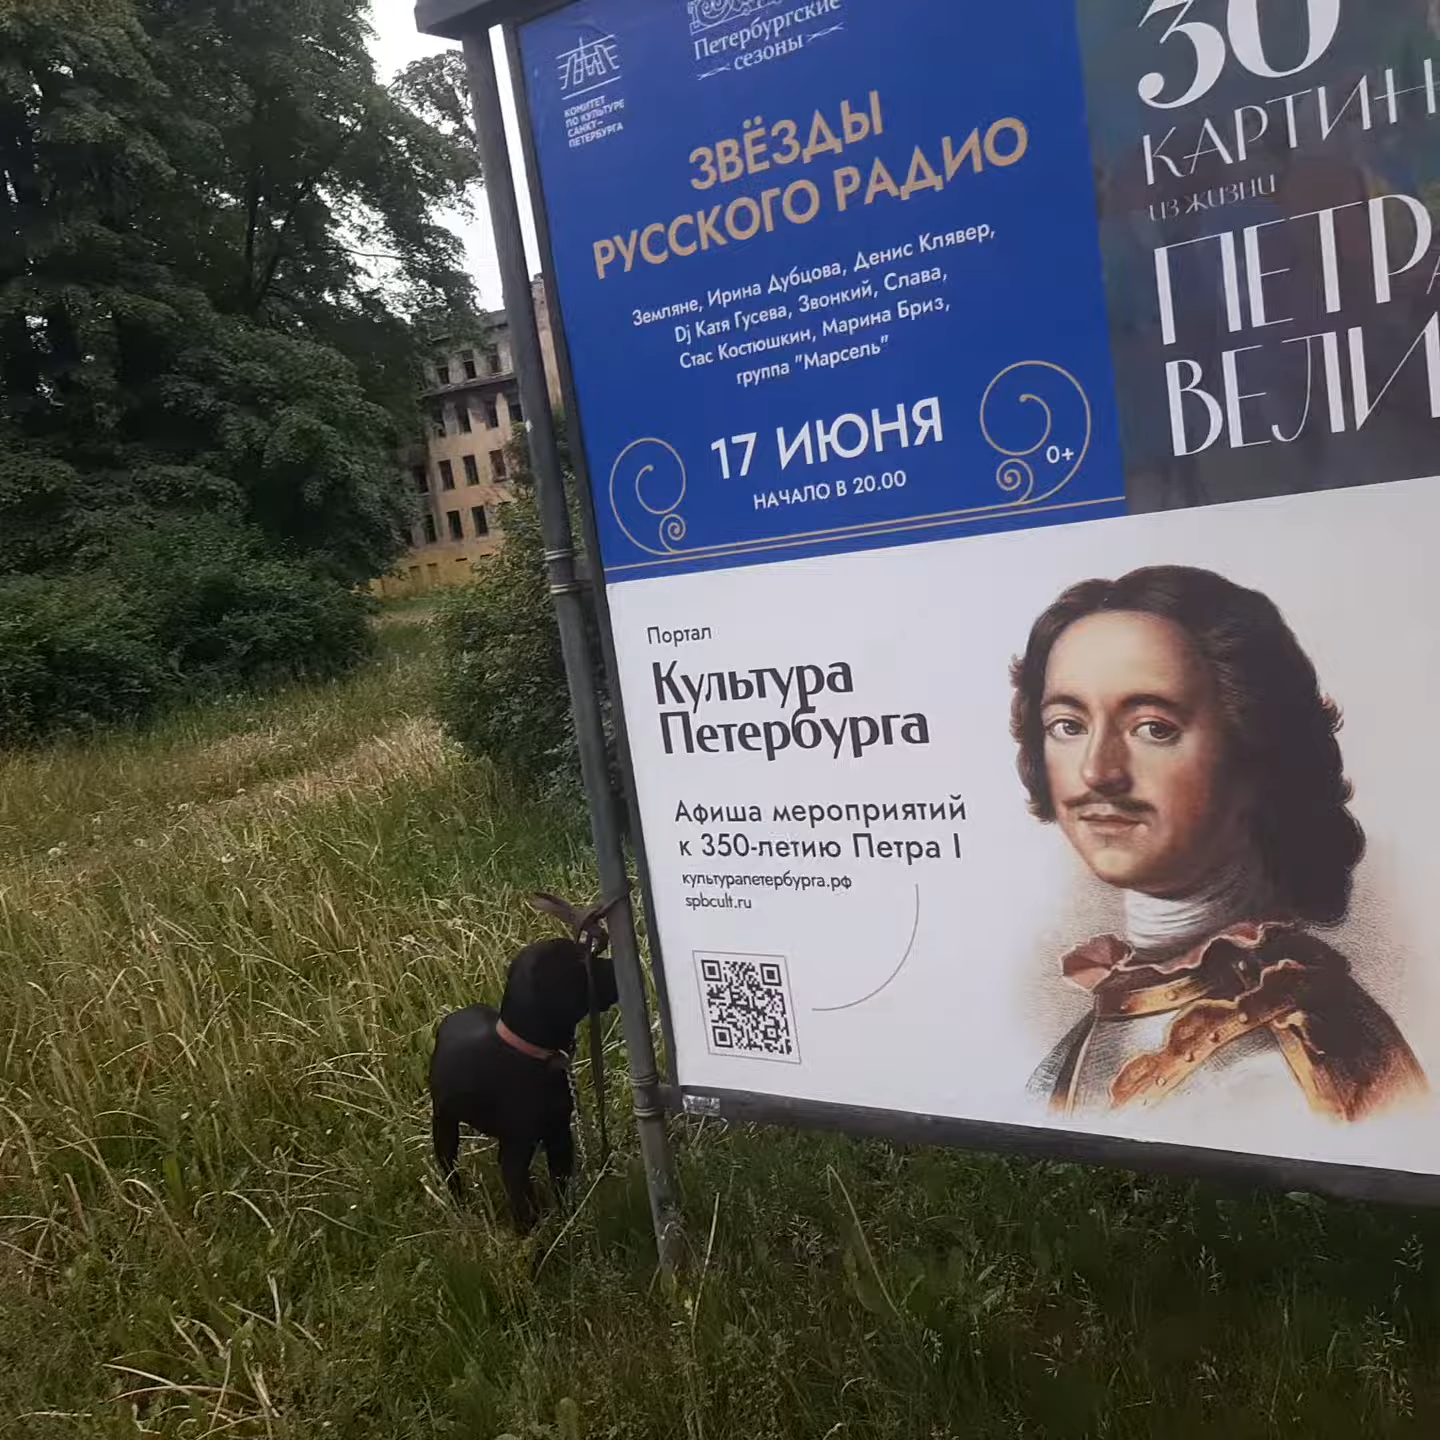 КОМИТЕТ
ПО КУЛЬТУРЕ
САНКТ-
ПЕТЕРБУРГА
Петербургские
сезоны
ЗВЁЗДЫ
РУССКОГО РАДИО
Земляне, Ирина Дубцова, Денис Клявер,
Dj Катя Гусева, Звонкий, Слава,
Стас Костюшкин, Марина Бриз,
группа "Марсель"
17 ИЮНЯ
НАЧАЛО В 20.00
0+
30
КАРТИН
ИЗ ЖИЗНИ
ПЕТРА
ВЕЛИ
Портал
Культура
Петербурга
Афиша мероприятий
к 350-летию Петра I
культурапетербурга.рф
spbcult.ru